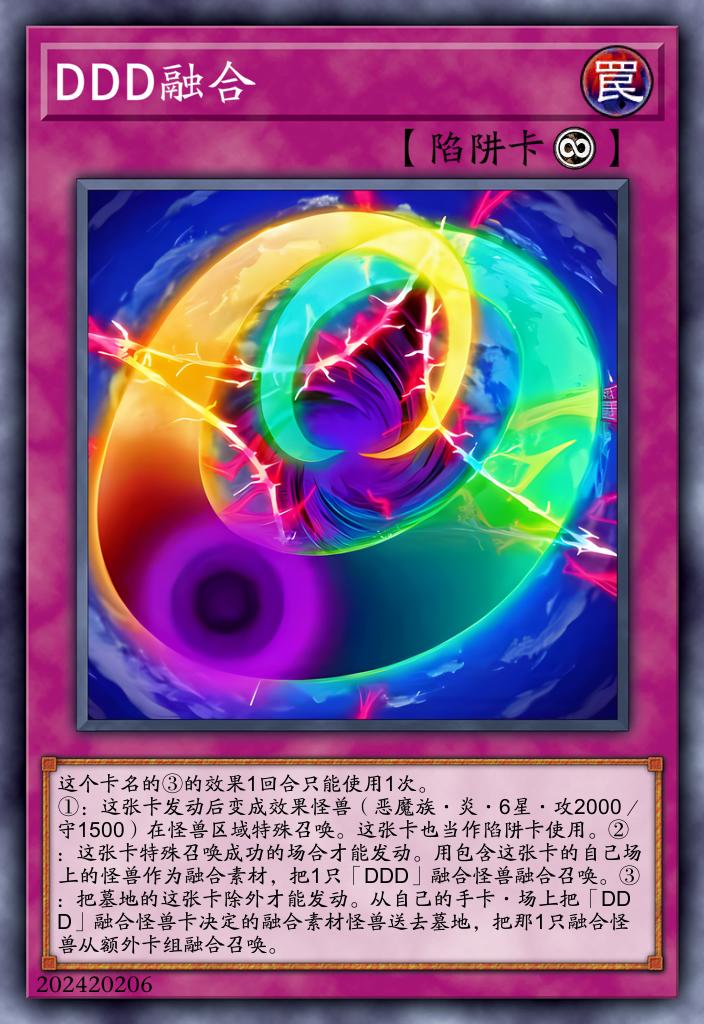 DDD融合
罠
【陷阱卡♾】
这个卡名的③的效果1回合只能使用1次。
①：这张卡发动后变成效果怪兽（恶魔族・炎・6星・攻2000／
守1500）在怪兽区域特殊召唤。这张卡也当作陷阱卡使用。②
：这张卡特殊召唤成功的场合才能发动。用包含这张卡的自己场
上的怪兽作为融合素材，把1只「DDD」融合怪兽融合召唤。③
：把墓地的这张卡除外才能发动。从自己的手卡・场上把「DD
D」融合怪兽卡决定的融合素材怪兽送去墓地，把那1只融合怪
兽从额外卡组融合召唤。
202420206